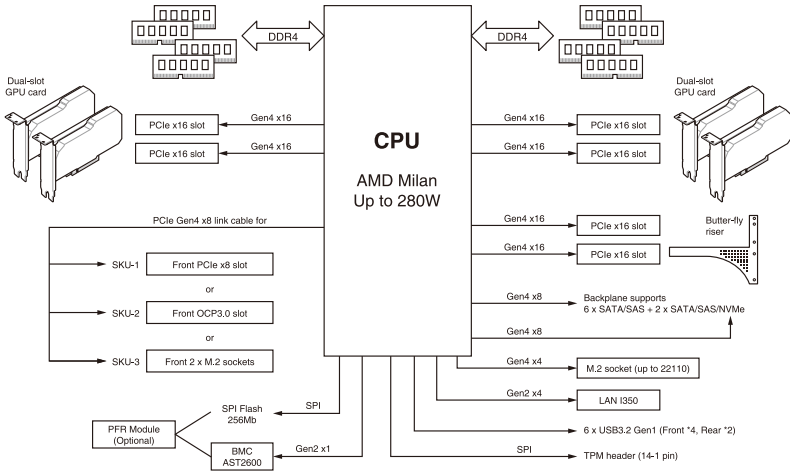 DDR4
DDR4
Dual-slot
GPU card
Dual-slot
GPU card
PCIe x16 slot
Gen4 x16
PCIe x16 slot
Gen4 x16
CPU
AMD Milan
Up to 280W
Gen4 x16
PCIe x16 slot
Gen4 x16
PCIe x16 slot
PCIe Gen4 x8 link cable for
Gen4 x16
PCIe x16 slot
Gen4 x16
PCIe x16 slot
Butter-fly
riser
SKU-1
Front PCIe x8 slot
or
SKU-2
Front OCP3.0 slot
or
SKU-3
Front 2 x M.2 sockets
Gen4 x8
Backplane supports
6 x SATA/SAS + 2 x SATA/SAS/NVMe
Gen4 x8
Gen4 x4
M.2 socket (up to 22110)
Gen2 x4
LAN I350
SPI Flash
256Mb
SPI
PFR Module
(Optional)
BMC
AST2600
Gen2 x1
6 x USB3.2 Gen1 (Front *4, Rear *2)
SPI
TPM header (14-1 pin)